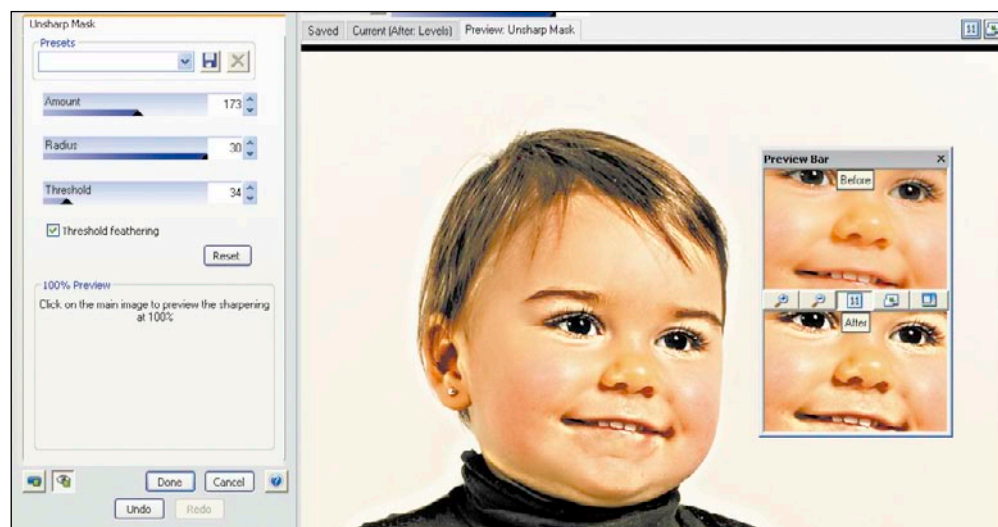 Unsharp Mask
Presets
Amount 173
Radius 30
Threshold 34
Threshold feathering
Reset
100% Preview
Click on the main image to preview the sharpening
at 100%
Done Cancel
Undo Redo
Saved Current (After: Levels) Preview: Unsharp Mask
Preview Bar
Before
After